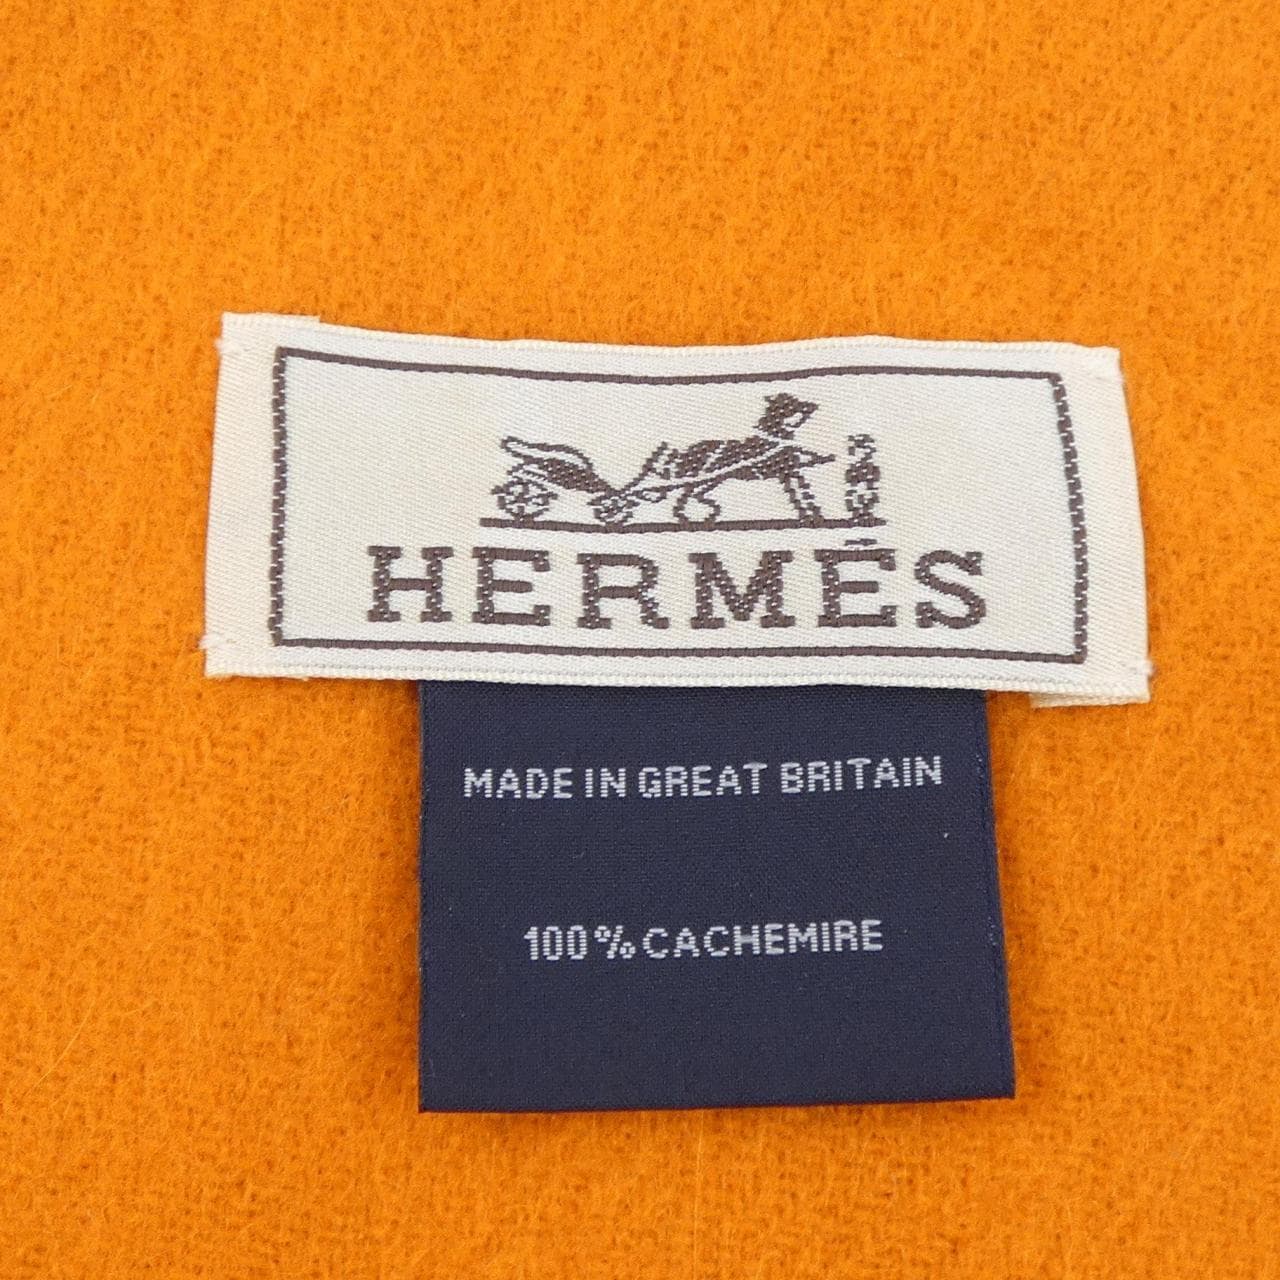 HERMÈS
MADE IN GREAT BRITAIN
100% CACHEMIRE